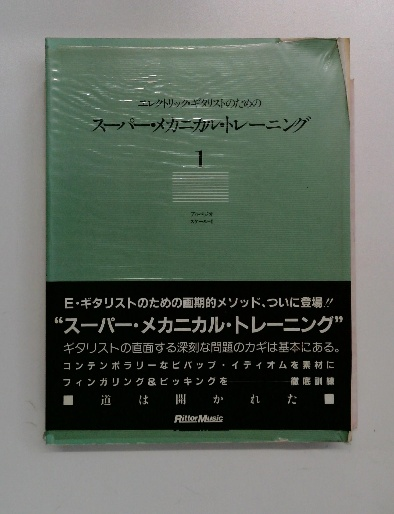 エレクトリック・ギタリストのための
スーパー・メカニカル・トレーニング
1
E・ギタリストのための画期的メソッド、ついに登場!!
“スーパー・メカニカル・トレーニング”
ギタリストの直面する深刻な問題のカギは基本にある。
コンテンポラリーなビバップ・イディオムを素材に
フィンガリング&ピッキングを―――徹底訓練
■道は開かれた■
RittorMusic